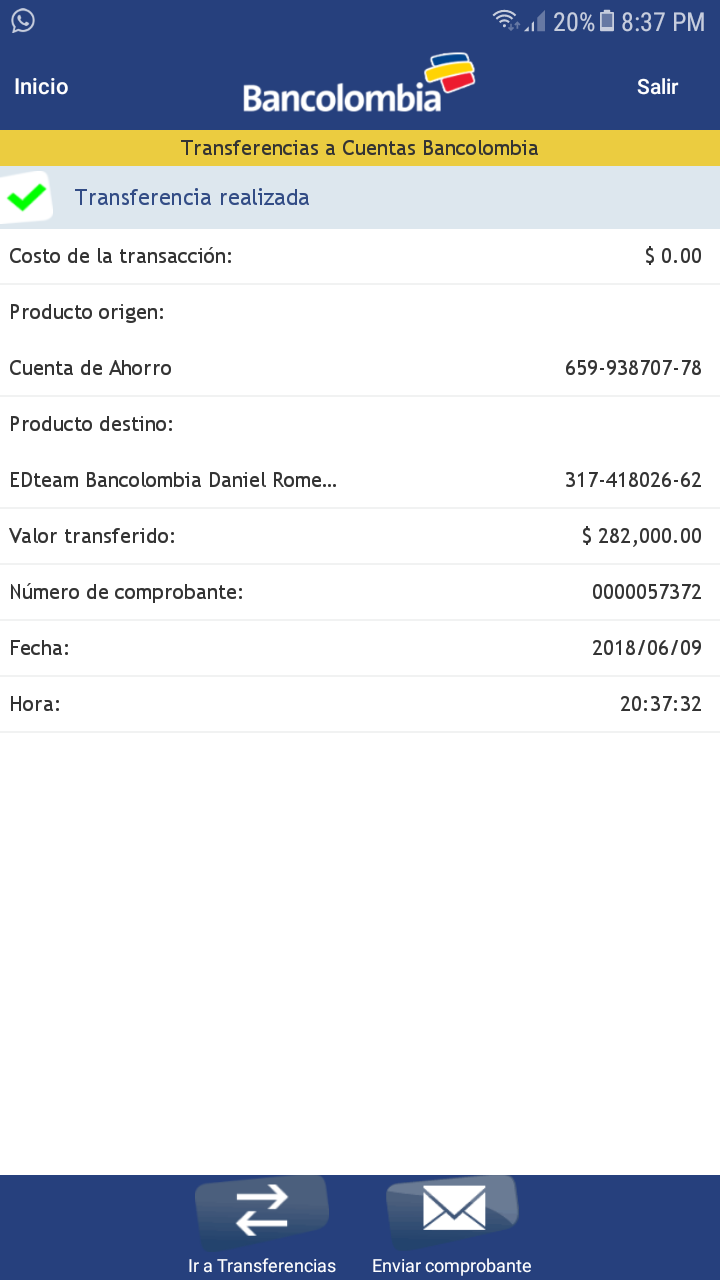 20% 8:37 PM
Inicio Bancolombia Salir
Transferencias a Cuentas Bancolombia
Transferencia realizada
Costo de la transacción: $ 0.00
Producto origen:
Cuenta de Ahorro 659-938707-78
Producto destino:
EDteam Bancolombia Daniel Rome... 317-418026-62
Valor transferido: $ 282,000.00
Número de comprobante: 0000057372
Fecha: 2018/06/09
Hora: 20:37:32
Ir a Transferencias Enviar comprobante